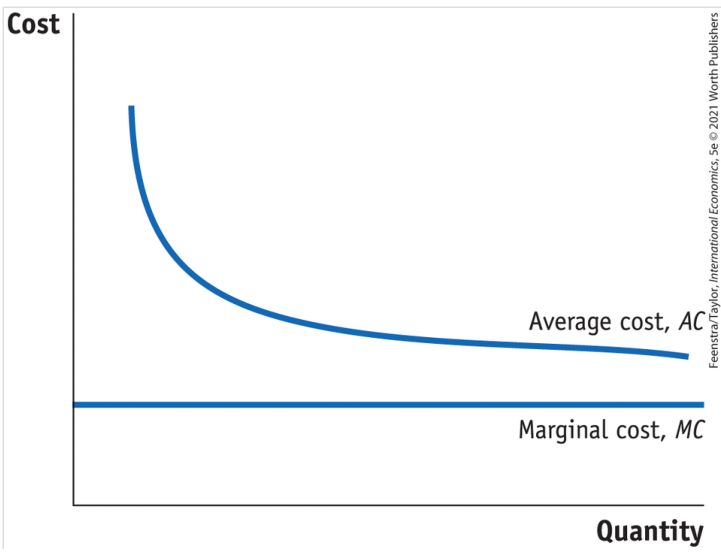 Cost
Feenstra/Taylor, International Economics, 5e © 2021 Worth Publishers
Average cost, AC
Marginal cost, MC
Quantity